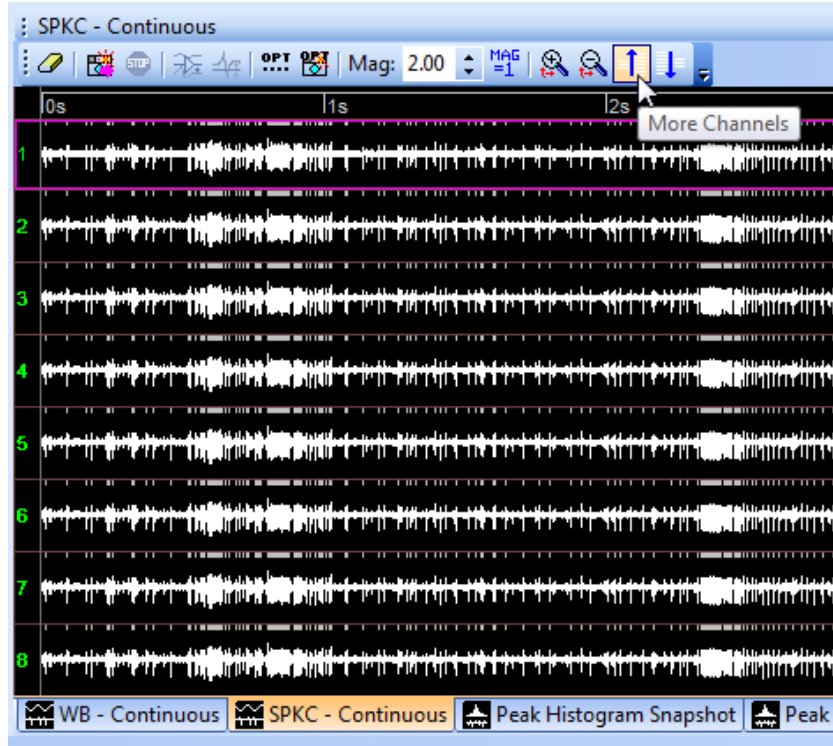 SPKC - Continuous
STOP OPT OPT Mag: 2.00 MAG =1
0s 1s 2s
More Channels
1
2
3
4
5
6
7
8
WB - Continuous SPKC - Continuous Peak Histogram Snapshot Peak